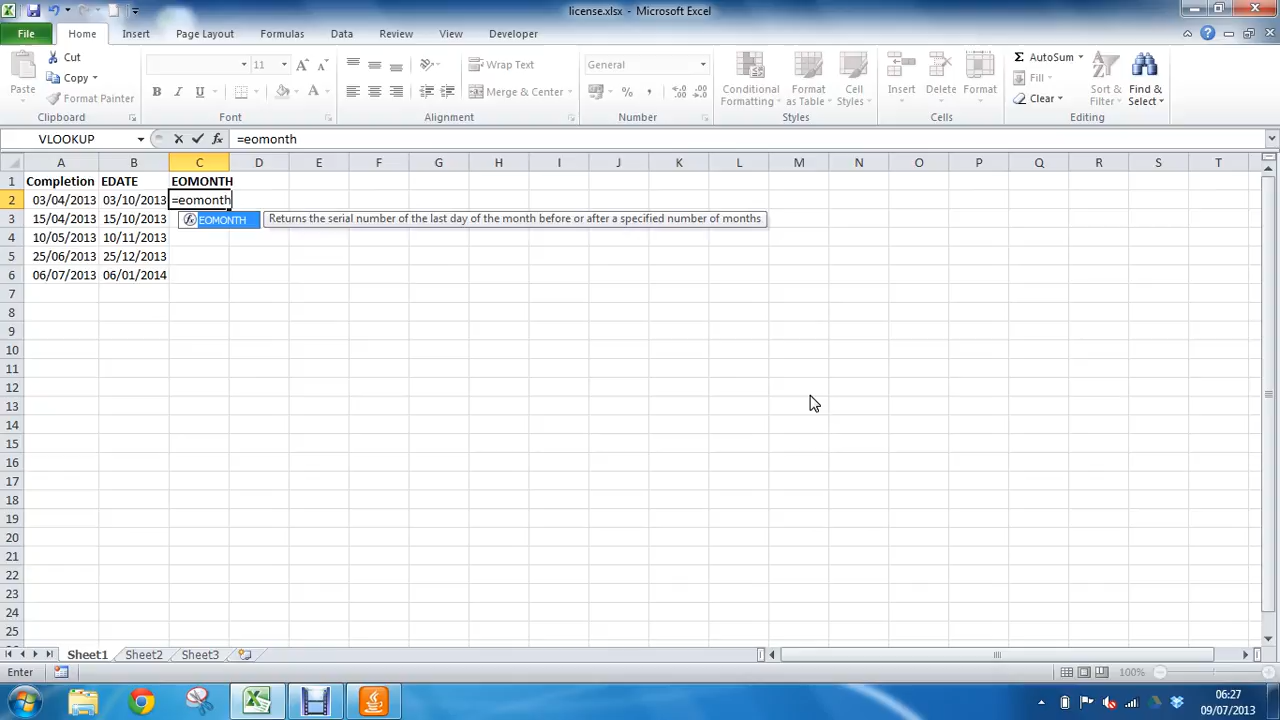 license.xlsx - Microsoft Excel
File Home Insert Page Layout Formulas Data Review View Developer
Paste
Cut
Copy
Format Painter
Clipboard
11
B I U A
Font
Wrap Text
Merge & Center
Alignment
General
% ,
Number
Conditional Formatting
Format as Table
Cell Styles
Styles
Insert Delete Format
Cells
AutoSum
Fill
Clear
Sort & Filter
Find & Select
Editing
VLOOKUP fx =eomonth
A B C D E F G H I J K L M N O P Q R S T
1 Completion EDATE EOMONTH
2 03/04/2013 03/10/2013 =eomonth
3 15/04/2013 15/10/2013 EOMONTH Returns the serial number of the last day of the month before or after a specified number of months
4 10/05/2013 10/11/2013
5 25/06/2013 25/12/2013
6 06/07/2013 06/01/2014
7
8
9
10
11
12
13
14
15
16
17
18
19
20
21
22
23
24
25
Sheet1 Sheet2 Sheet3
Enter 100%
06:27
09/07/2013